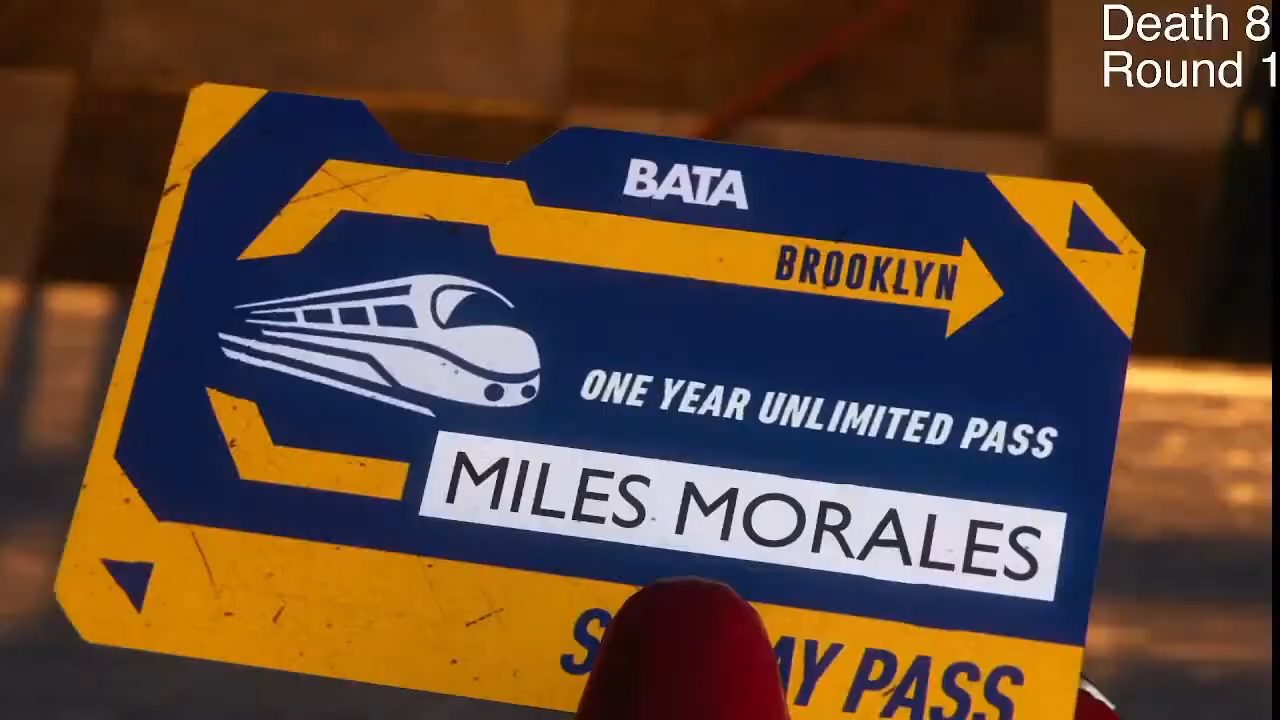 Death 8
Round 1
BATA
BROOKLYN
ONE YEAR UNLIMITED PASS
MILES MORALES
PASS